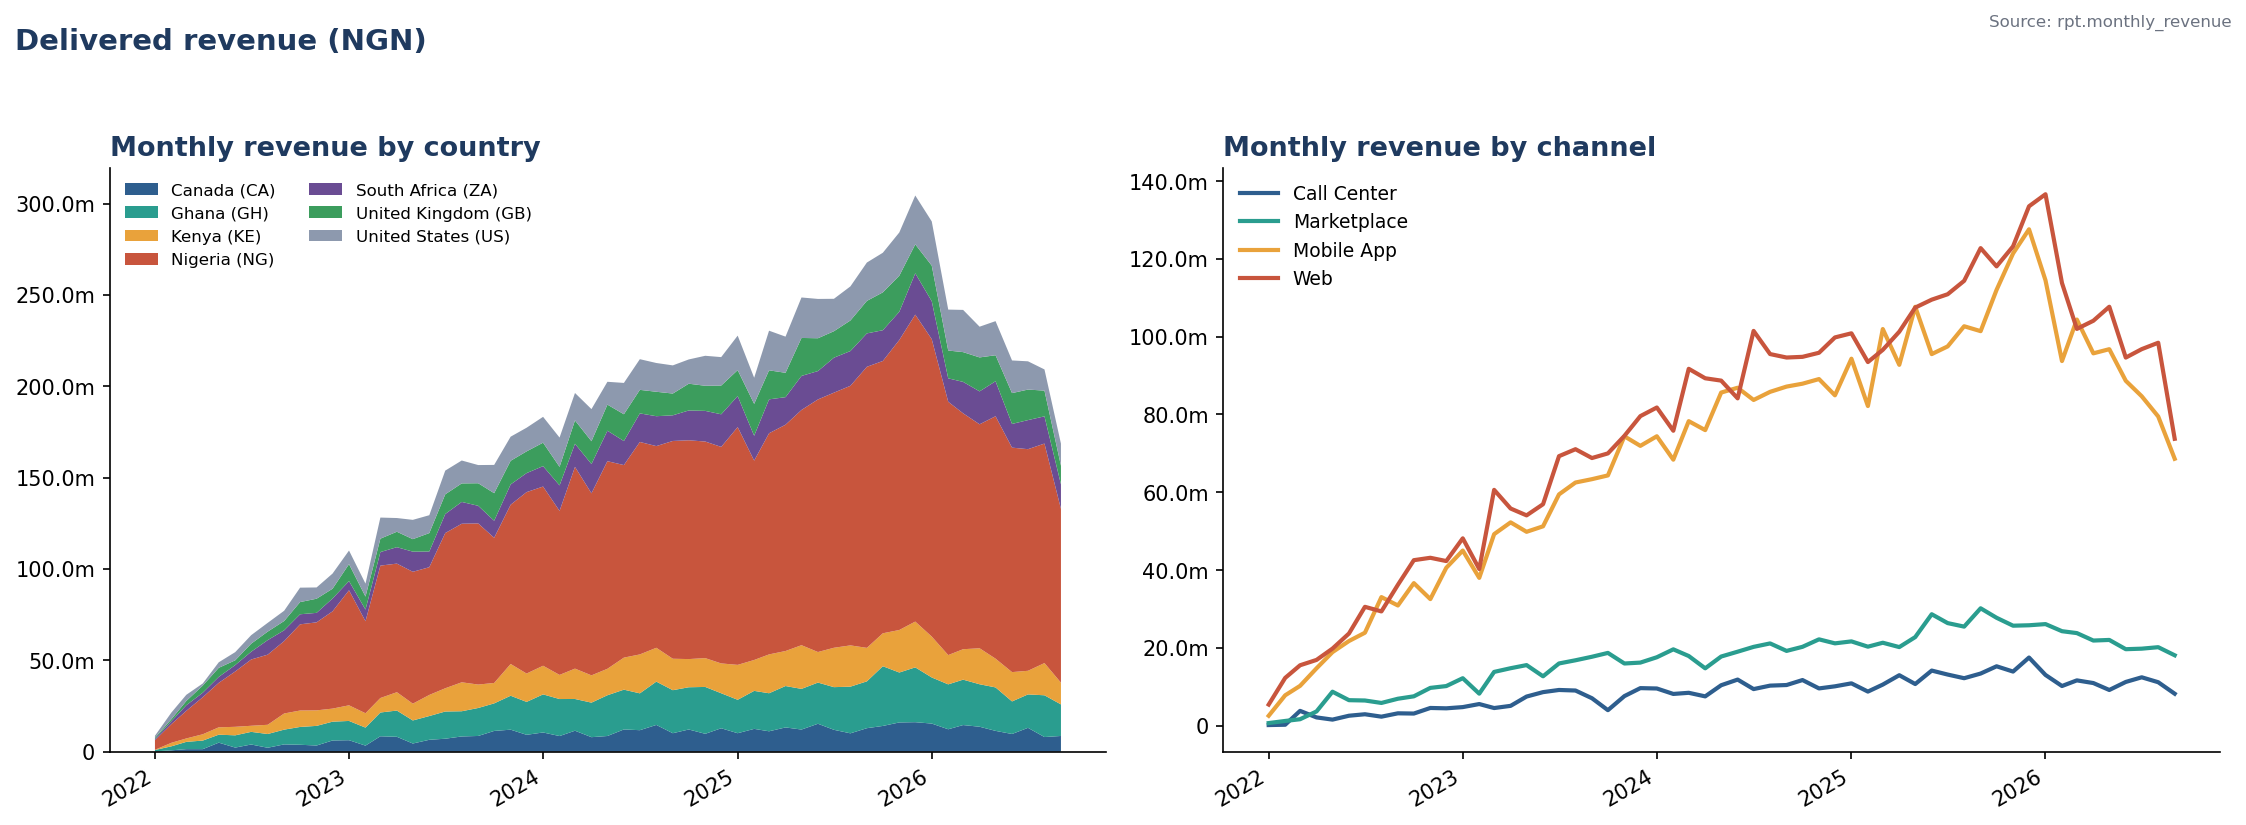 Delivered revenue (NGN)
Source: rpt.monthly_revenue
Monthly revenue by country
Canada (CA)
Ghana (GH)
Kenya (KE)
Nigeria (NG)
South Africa (ZA)
United Kingdom (GB)
United States (US)
300.0m
250.0m
200.0m
150.0m
100.0m
50.0m
0
2022
2023
2024
2025
2026
Monthly revenue by channel
Call Center
Marketplace
Mobile App
Web
140.0m
120.0m
100.0m
80.0m
60.0m
40.0m
20.0m
0
2022
2023
2024
2025
2026